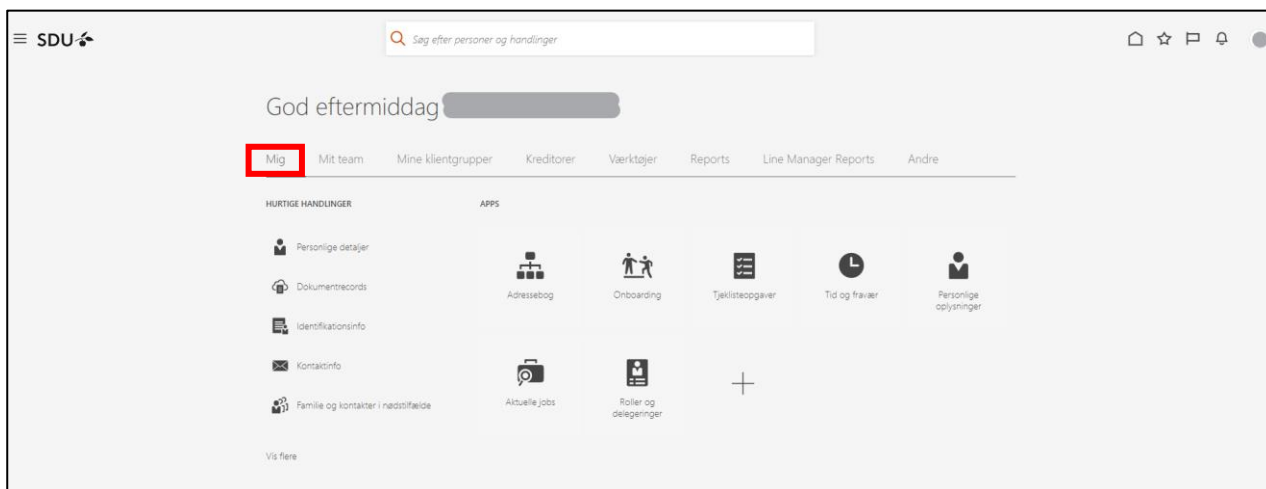 SDU
Søg efter personer og handlinger
God eftermiddag
Mig Mit team Mine klientgrupper Kreditorer Værktøjer Reports Line Manager Reports Andre
HURTIGE HANDLINGER
APPS
Personlige detaljer
Dokumentrecords
Identifikationsinfo
Kontaktinfo
Familie og kontakter i nødstilfælde
Vis flere
Adressebog
Onboarding
Tjeklisteopgaver
Tid og fravær
Personlige
oplysninger
Aktuelle jobs
Roller og
delegeringer